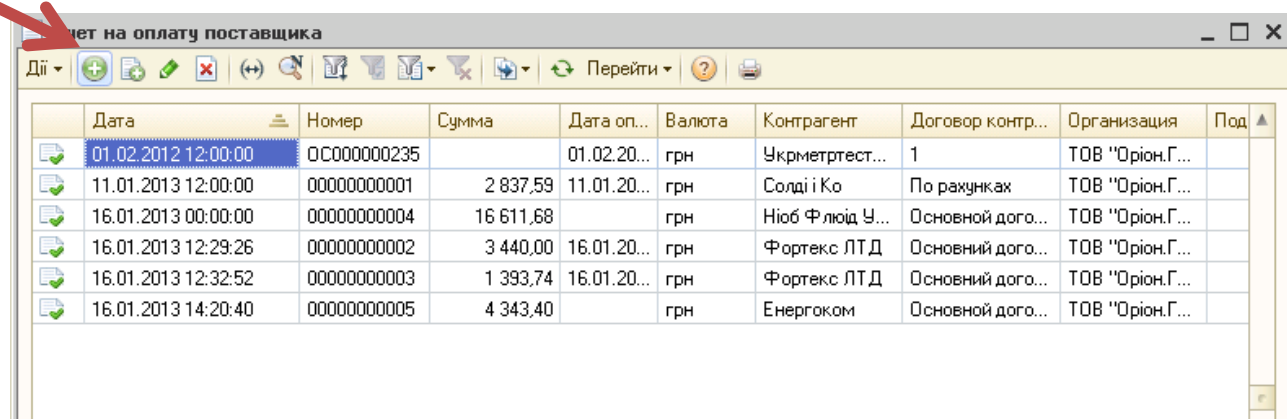 чет на оплату поставщика
Дії Перейти
Дата Номер Сумма Дата оп... Валюта Контрагент Договор контр... Организация Под
01.02.2012 12:00:00 ОС000000235 01.02.20... грн Укрметртест... 1 ТОВ "Оріон.Г...
11.01.2013 12:00:00 00000000001 2 837,59 11.01.20... грн Солді і Ко По рахунках ТОВ "Оріон.Г...
16.01.2013 00:00:00 00000000004 16 611,68 грн Ніоб Флюід У... Основной дого... ТОВ "Оріон.Г...
16.01.2013 12:29:26 00000000002 3 440,00 16.01.20... грн Фортекс ЛТД Основний дого... ТОВ "Оріон.Г...
16.01.2013 12:32:52 00000000003 1 393,74 16.01.20... грн Фортекс ЛТД Основний дого... ТОВ "Оріон.Г...
16.01.2013 14:20:40 00000000005 4 343,40 грн Енергоком Основной дого... ТОВ "Оріон.Г...